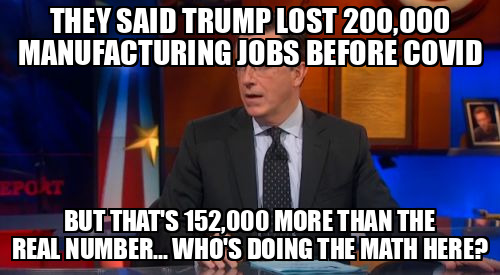 THEY SAID TRUMP LOST 200,000
MANUFACTURING JOBS BEFORE COVID
EPORT
BUT THAT'S 152,000 MORE THAN THE
REAL NUMBER... WHO'S DOING THE MATH HERE?